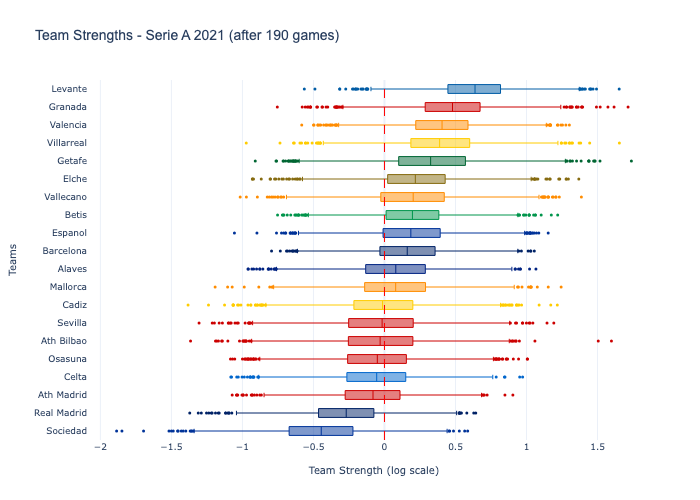 Team Strengths - Serie A 2021 (after 190 games)
Levante
Granada
Valencia
Villarreal
Getafe
Elche
Vallecano
Betis
Espanol
Barcelona
Alaves
Mallorca
Cadiz
Sevilla
Ath Bilbao
Osasuna
Celta
Ath Madrid
Real Madrid
Sociedad
Teams
−2 −1.5 −1 −0.5 0 0.5 1 1.5
Team Strength (log scale)